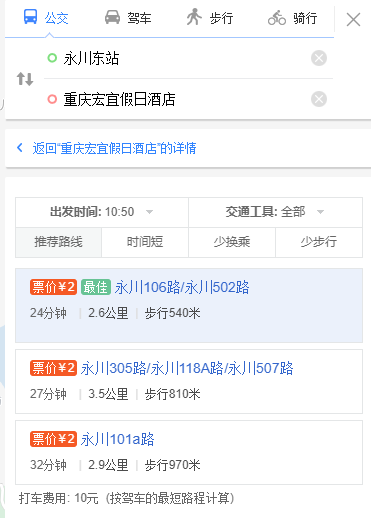 公交 驾车 步行 骑行
永川东站
重庆宏宜假日酒店
返回“重庆宏宜假日酒店”的详情
出发时间: 10:50 交通工具: 全部
推荐路线 时间短 少换乘 少步行
票价¥2 最佳 永川106路/永川502路
24分钟 | 2.6公里 | 步行540米
票价¥2 永川305路/永川118A路/永川507路
27分钟 | 3.5公里 | 步行810米
票价¥2 永川101a路
32分钟 | 2.9公里 | 步行970米
打车费用: 10元（按驾车的最短路程计算）